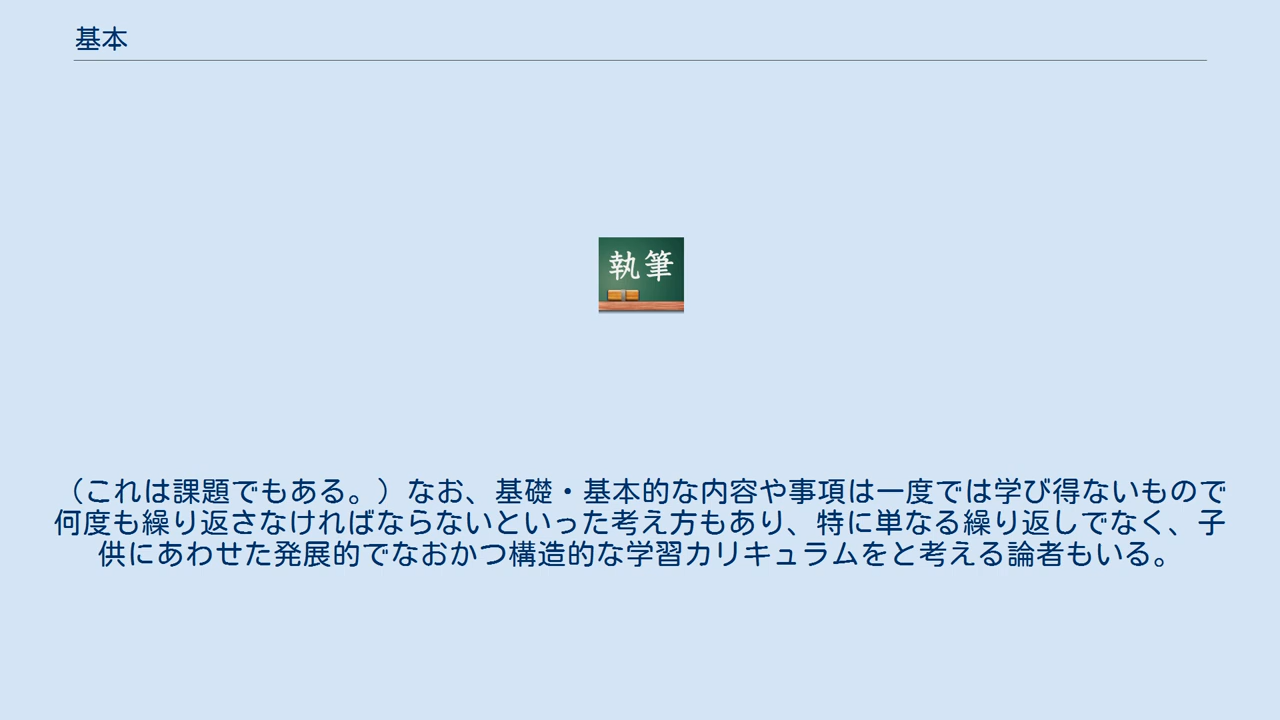 基本
執筆
（これは課題でもある。）なお、基礎・基本的な内容や事項は一度では学び得ないもので
何度も繰り返さなければならないといった考え方もあり、特に単なる繰り返しでなく、子
供にあわせた発展的でなおかつ構造的な学習カリキュラムをと考える論者もいる。